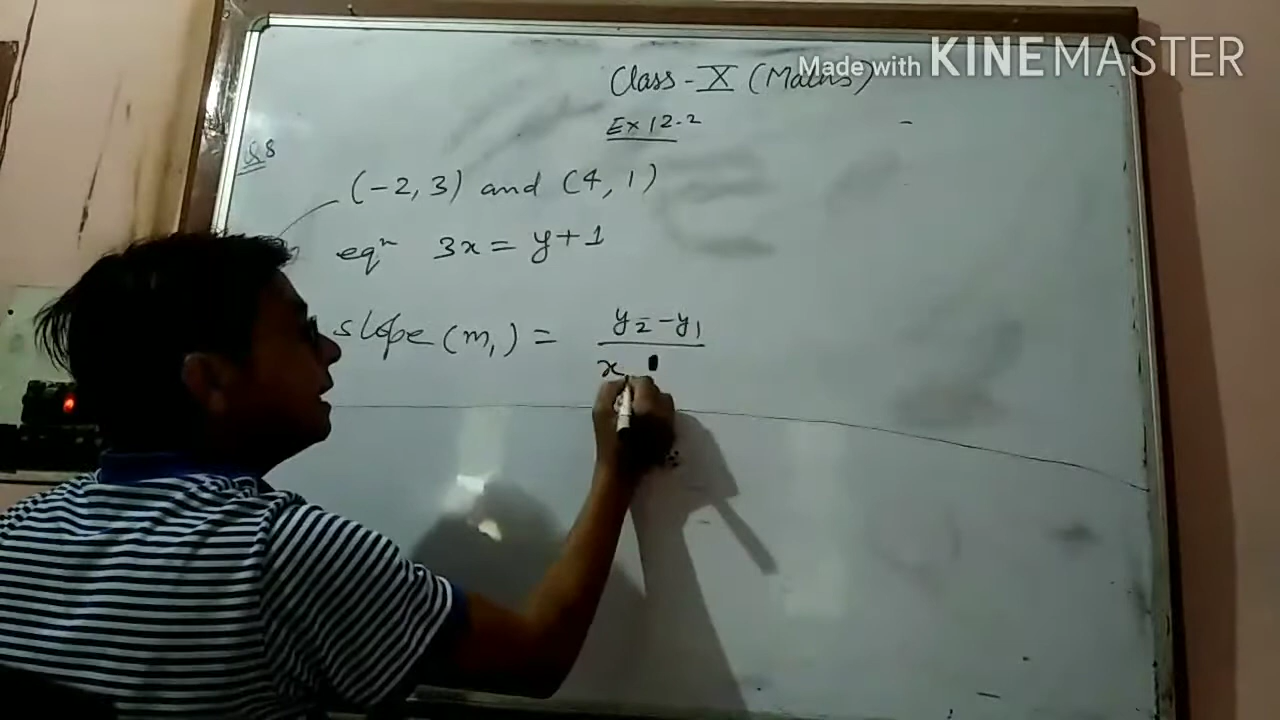 Made with KINEMASTER
Class - X (Maths)
Ex 12.2
Q8
(-2, 3) and (4, 1)
eqⁿ 3x = y + 1
slope (m₁) = y₂ - y₁
x